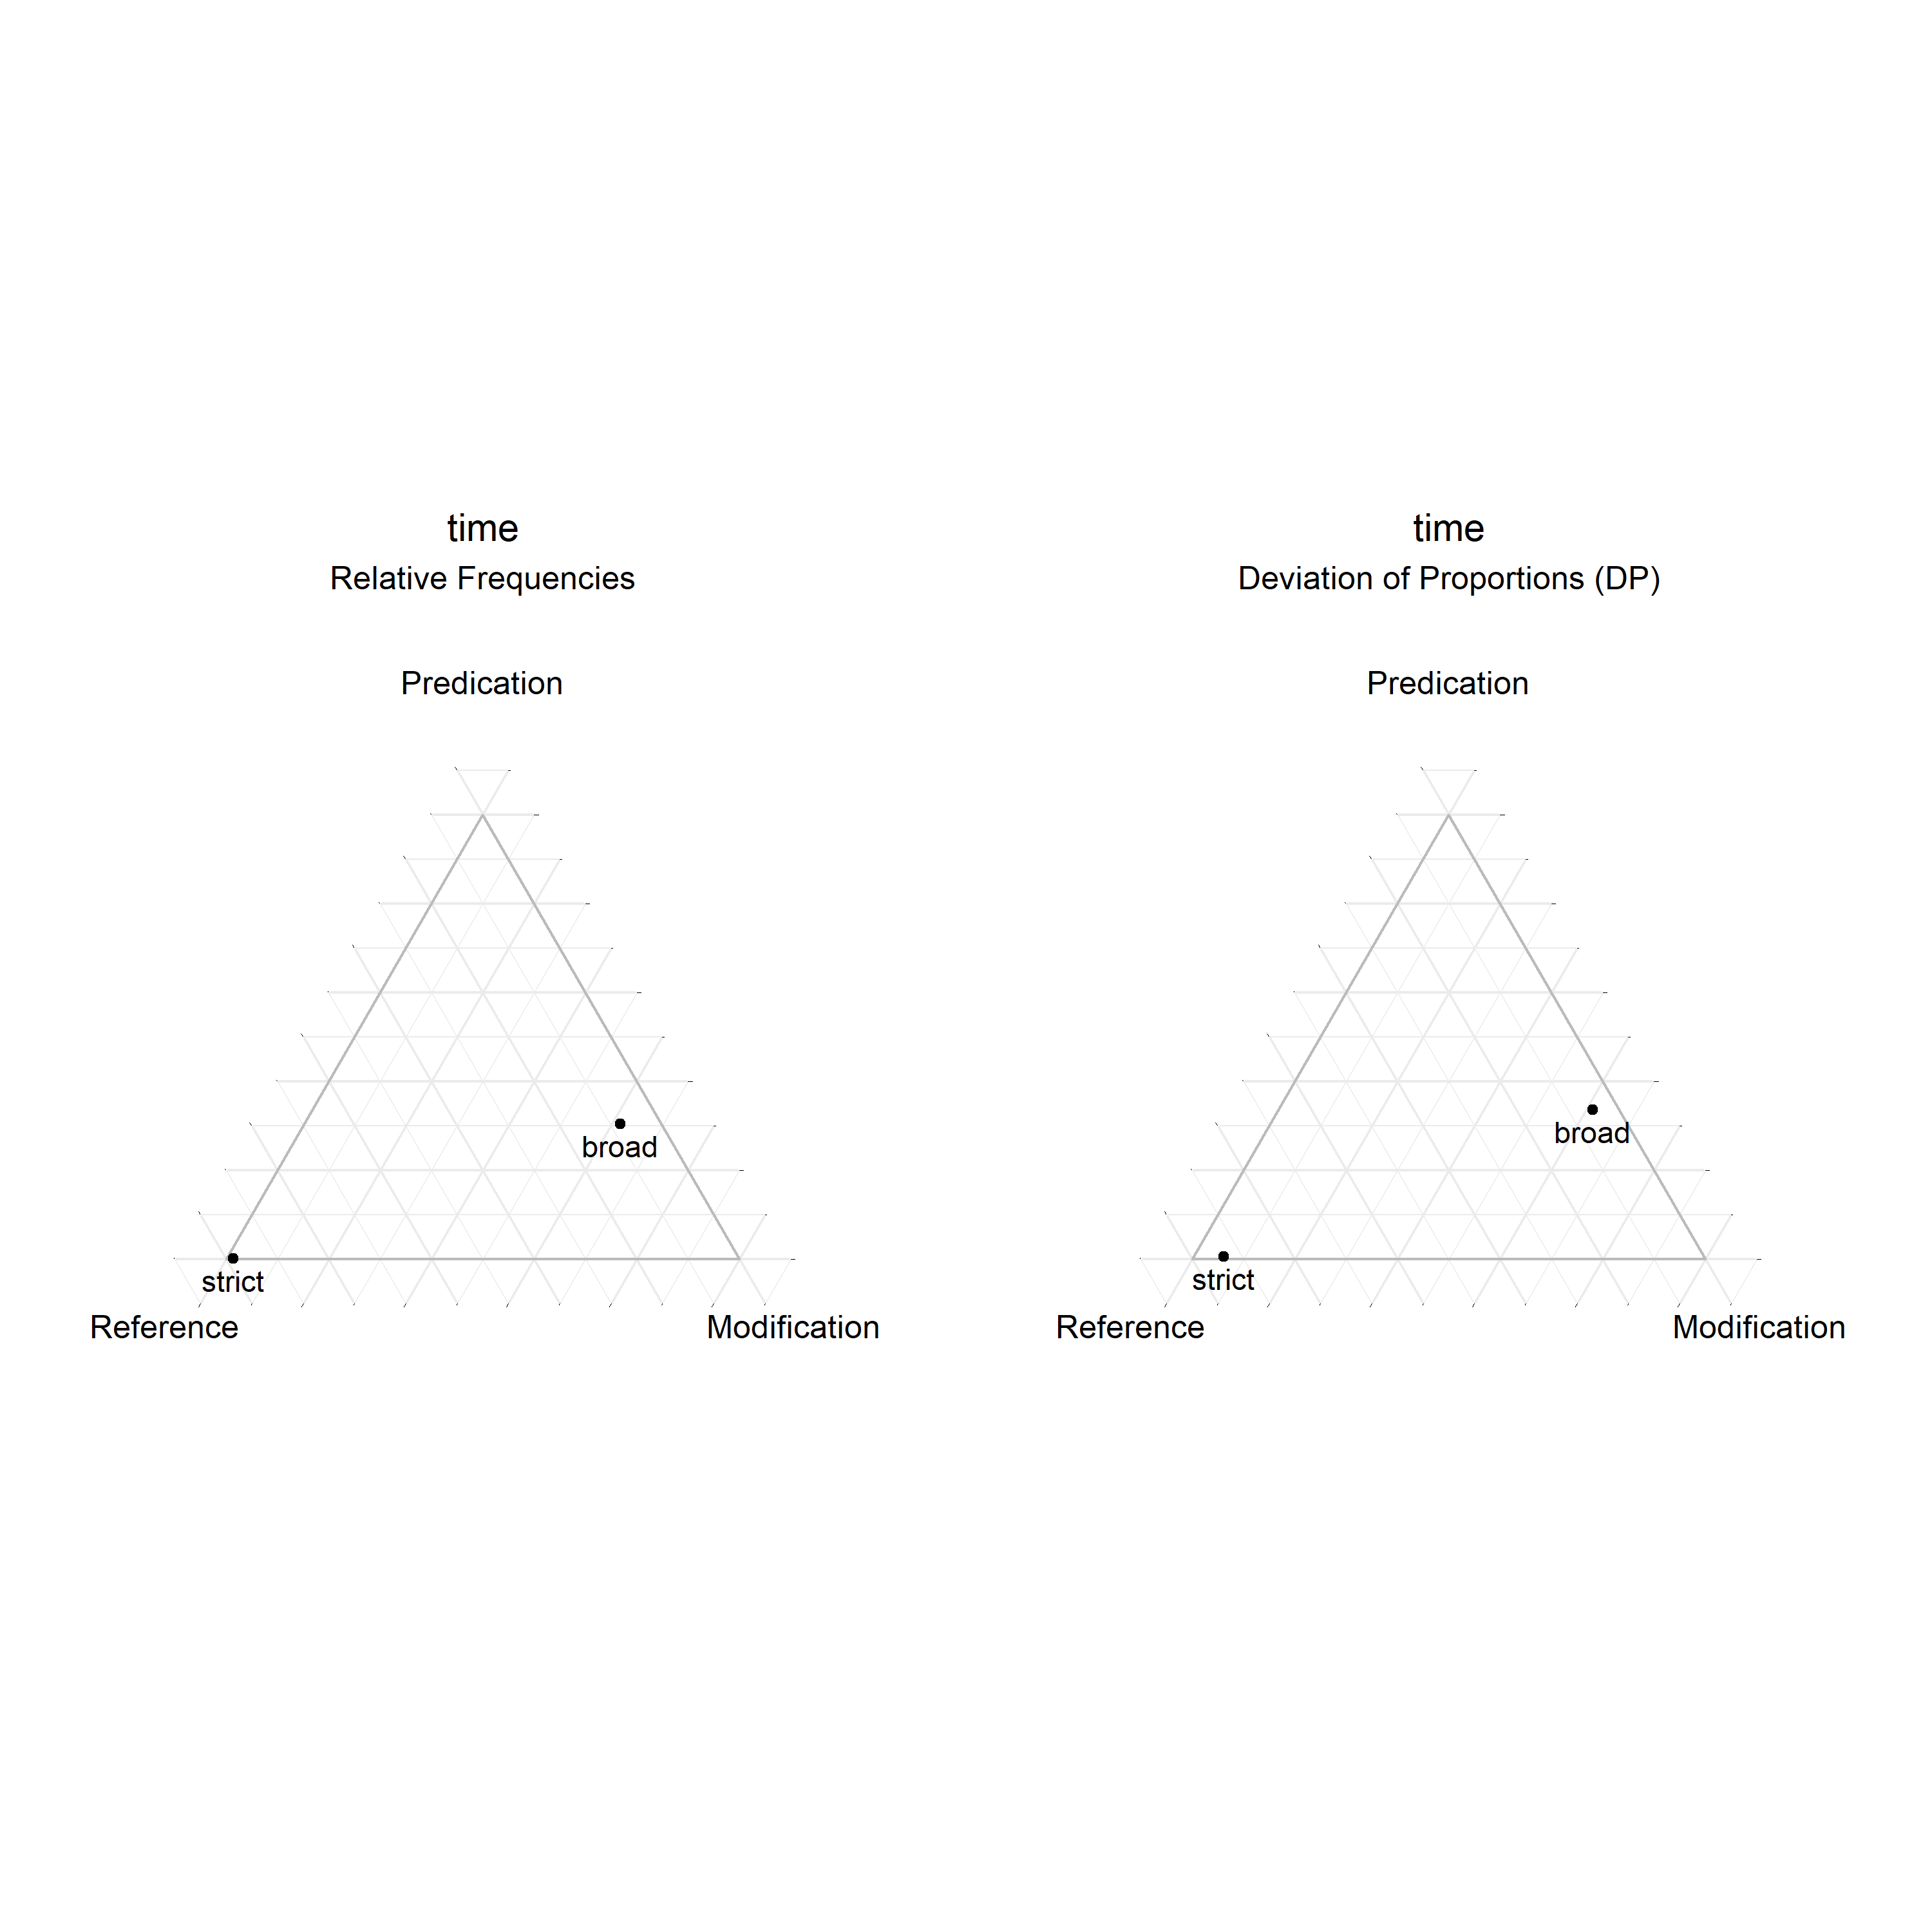 time
Relative Frequencies
Predication
broad
strict
Reference
Modification
time
Deviation of Proportions (DP)
Predication
broad
strict
Reference
Modification